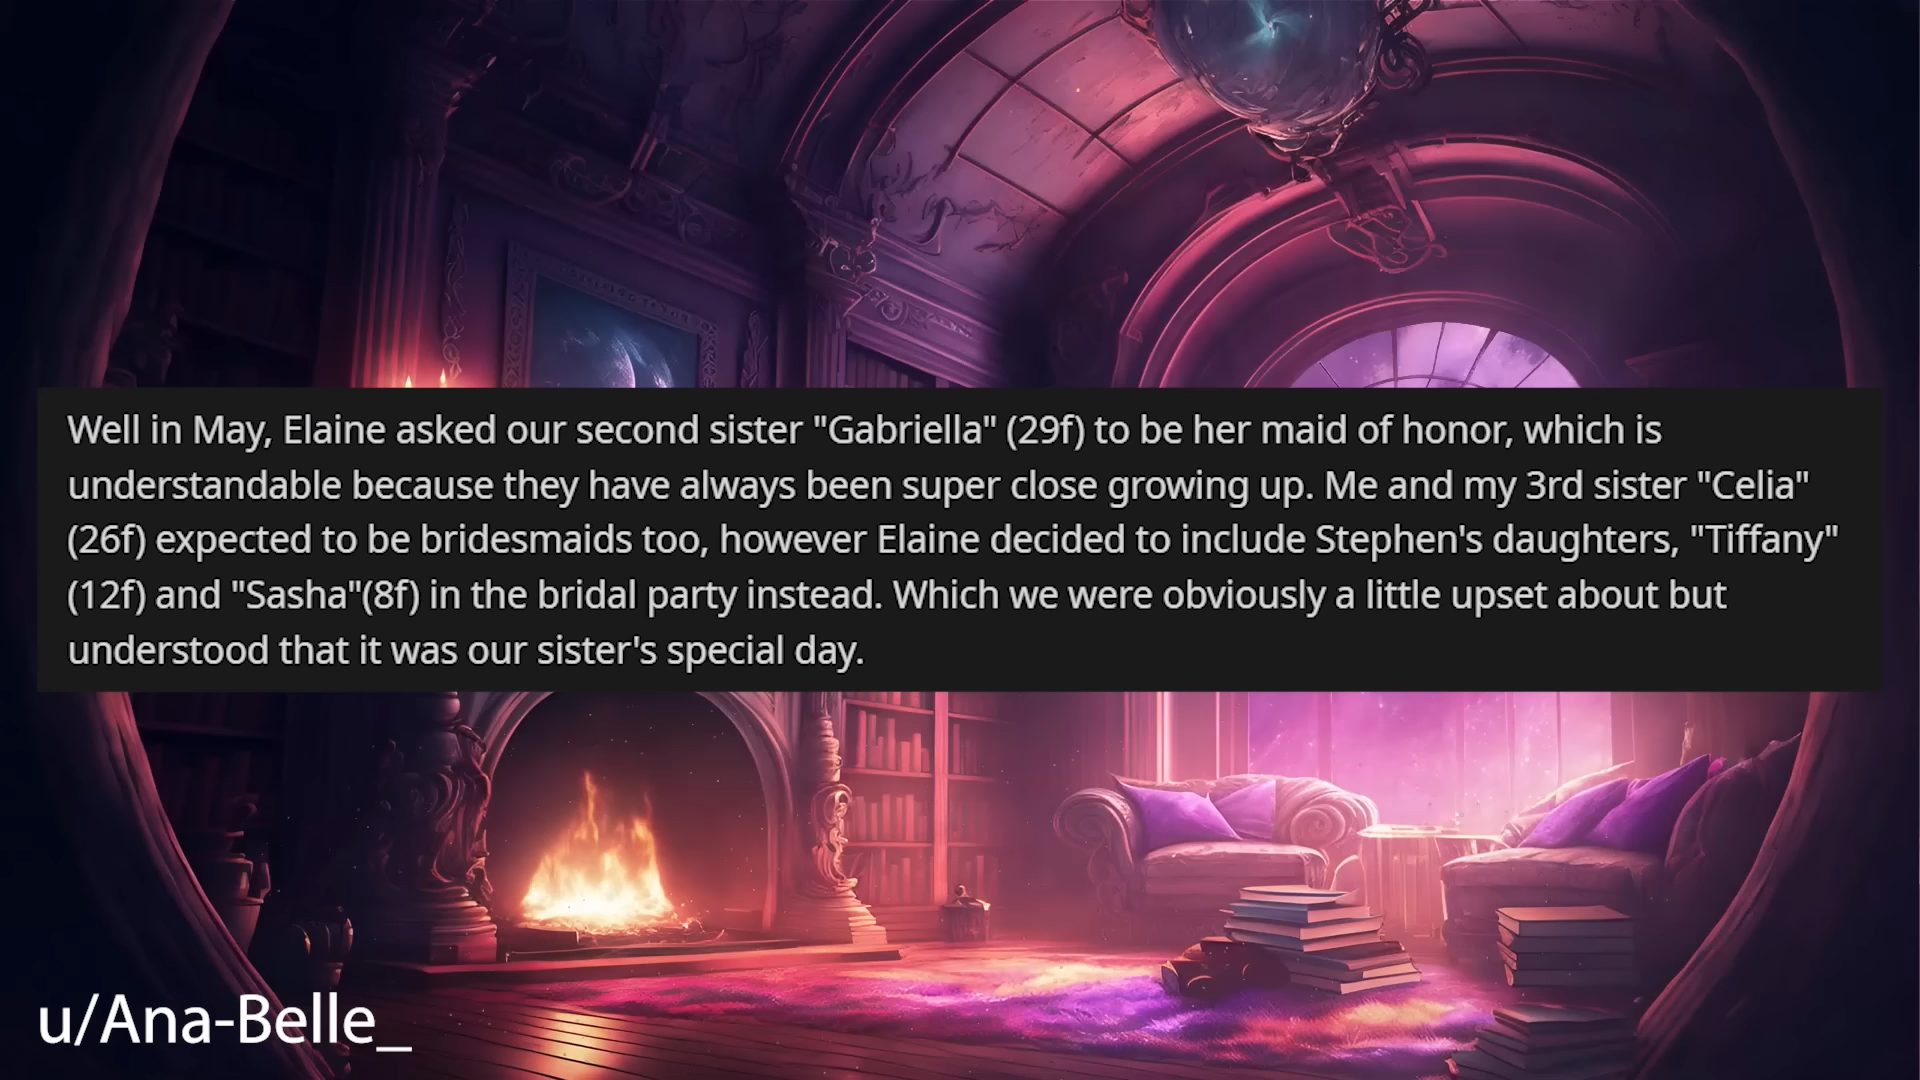 Well in May, Elaine asked our second sister "Gabriella" (29f) to be her maid of honor, which is
understandable because they have always been super close growing up. Me and my 3rd sister "Celia"
(26f) expected to be bridesmaids too, however Elaine decided to include Stephen's daughters, "Tiffany"
(12f) and "Sasha"(8f) in the bridal party instead. Which we were obviously a little upset about but
understood that it was our sister's special day.
u/Ana-Belle_